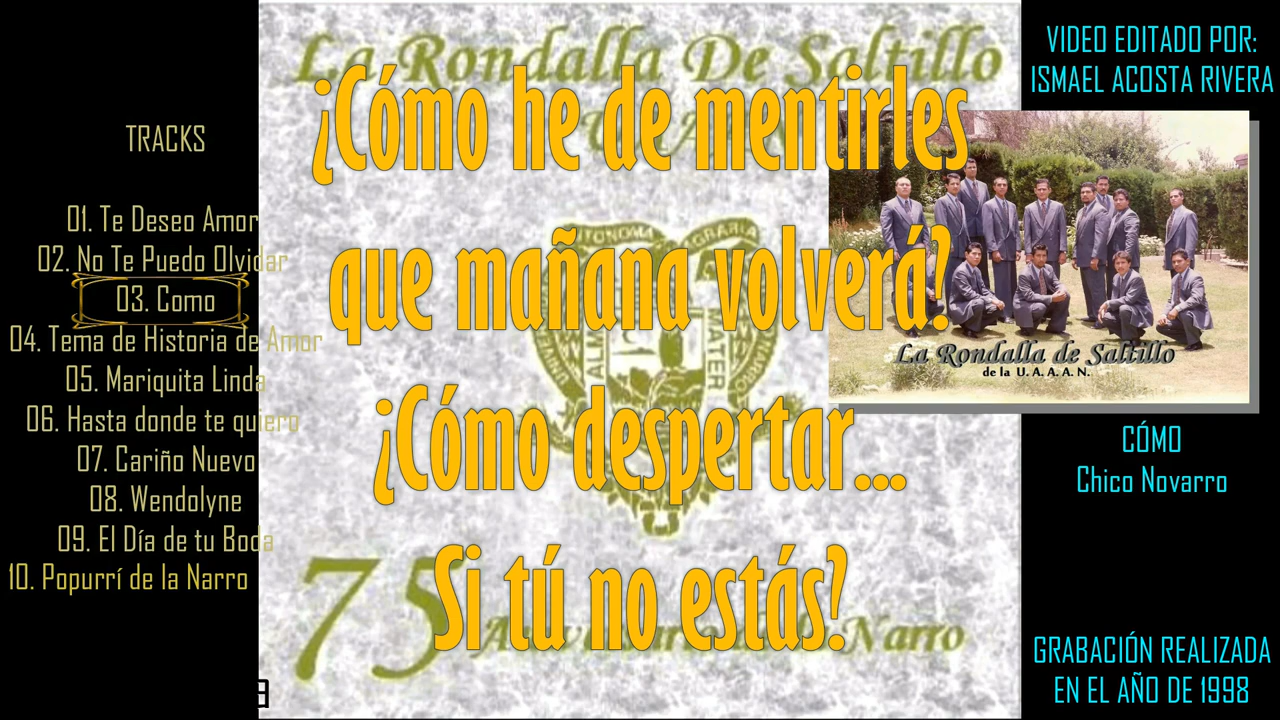 TRACKS
01. Te Deseo Amor
02. No Te Puedo Olvidar
03. Como
04. Tema de Historia de Amor
05. Mariquita Linda
06. Hasta donde te quiero
07. Cariño Nuevo
08. Wendolyne
09. El Día de tu Boda
10. Popurrí de la Narro
La Rondalla De Saltillo
¿Cómo he de mentirles
que mañana volverá?
¿Cómo despertar...
Si tú no estás?
ALMA
MATER
75
Narro
VIDEO EDITADO POR:
ISMAEL ACOSTA RIVERA
La Rondalla de Saltillo
de la U. A. A. A. N.
CÓMO
Chico Novarro
GRABACIÓN REALIZADA
EN EL AÑO DE 1998